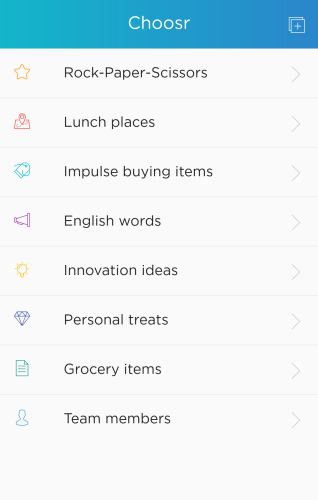 Choosr
Rock-Paper-Scissors
Lunch places
Impulse buying items
English words
Innovation ideas
Personal treats
Grocery items
Team members